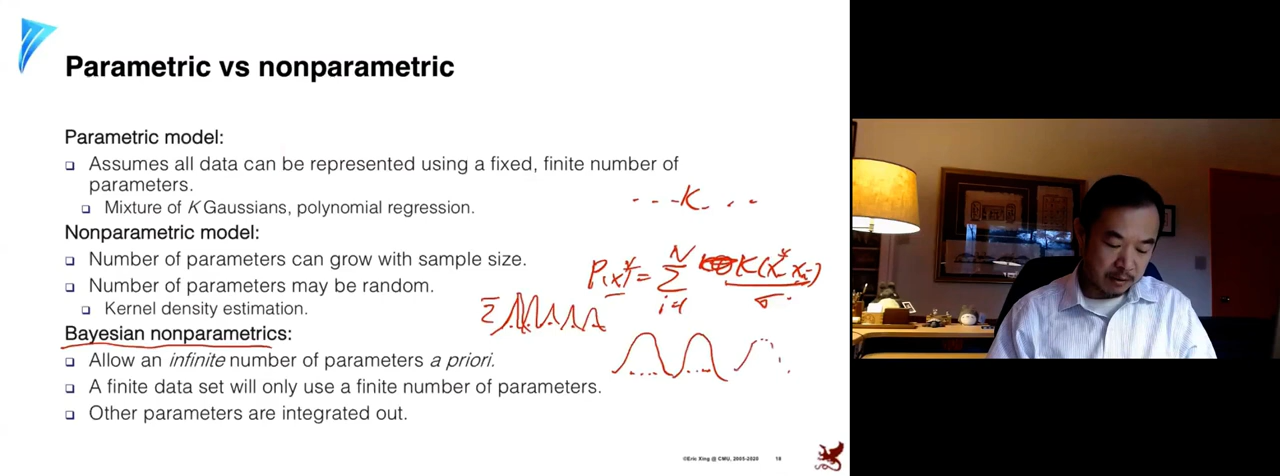 Parametric vs nonparametric
Parametric model:
Assumes all data can be represented using a fixed, finite number of
parameters.
Mixture of K Gaussians, polynomial regression.
...K...
Nonparametric model:
Number of parameters can grow with sample size.
Number of parameters may be random.
Kernel density estimation.
Bayesian nonparametrics:
Allow an infinite number of parameters a priori.
A finite data set will only use a finite number of parameters.
Other parameters are integrated out.
©Eric Xing @ CMU, 2005-2020